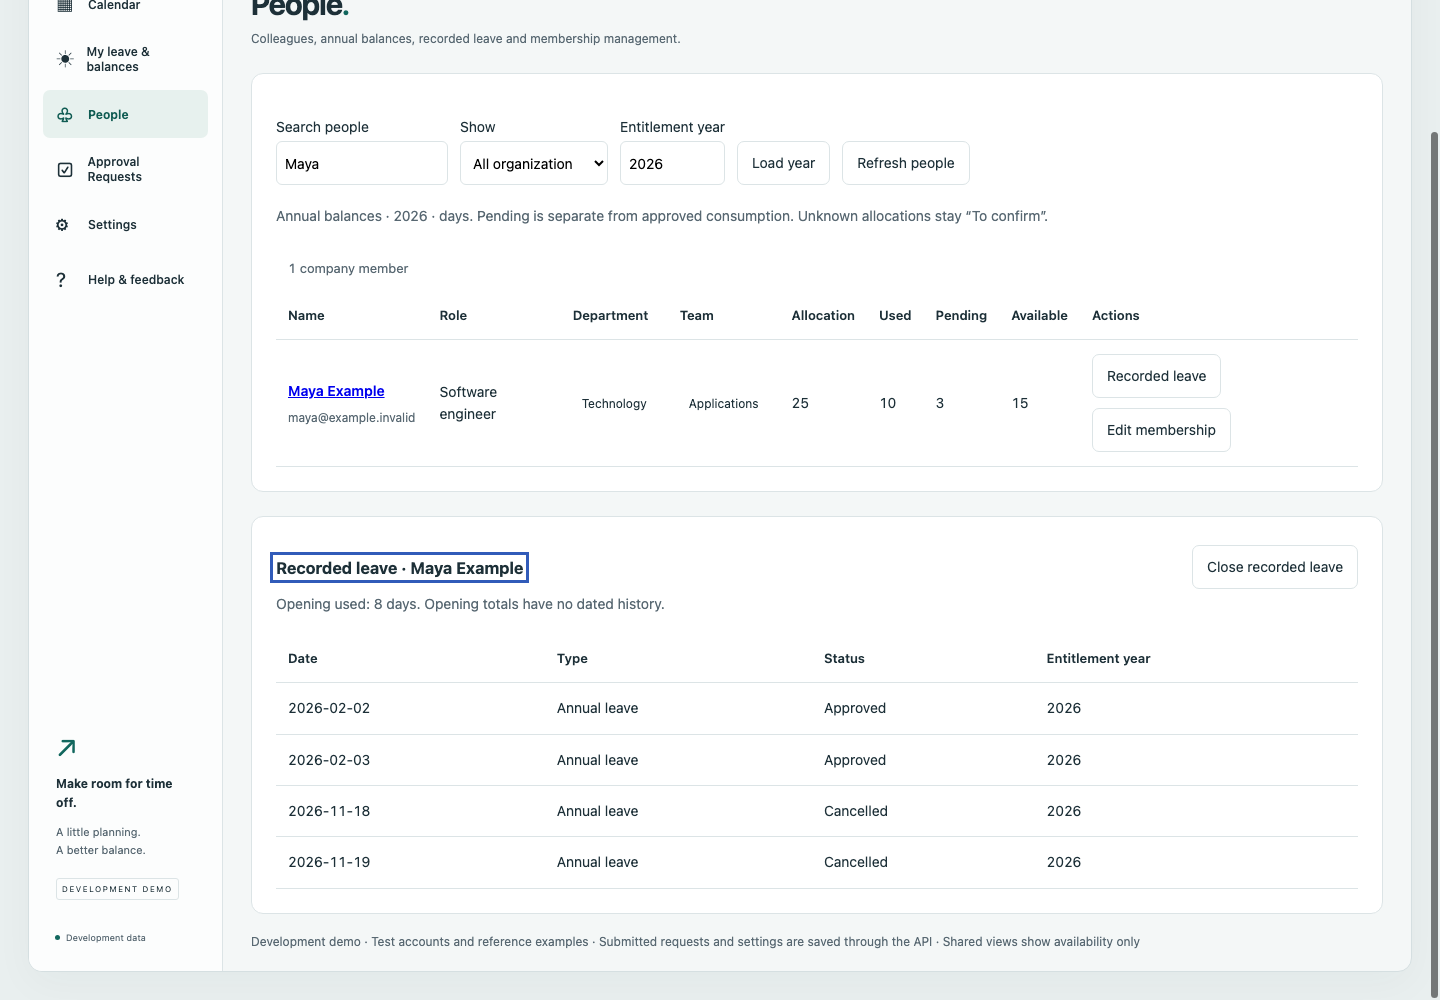 Calendar
My leave &
balances
People
Approval
Requests
Settings
Help & feedback
Make room for time
off.
A little planning.
A better balance.
DEVELOPMENT DEMO
Development data
People.
Colleagues, annual balances, recorded leave and membership management.
Search people Show Entitlement year
Maya All organization 2026 Load year Refresh people
Annual balances · 2026 · days. Pending is separate from approved consumption. Unknown allocations stay “To confirm”.
1 company member
Name Role Department Team Allocation Used Pending Available Actions
Maya Example
maya@example.invalid
Software
engineer
Technology Applications 25 10 3 15
Recorded leave
Edit membership
Recorded leave · Maya Example Close recorded leave
Opening used: 8 days. Opening totals have no dated history.
Date Type Status Entitlement year
2026-02-02 Annual leave Approved 2026
2026-02-03 Annual leave Approved 2026
2026-11-18 Annual leave Cancelled 2026
2026-11-19 Annual leave Cancelled 2026
Development demo · Test accounts and reference examples · Submitted requests and settings are saved through the API · Shared views show availability only